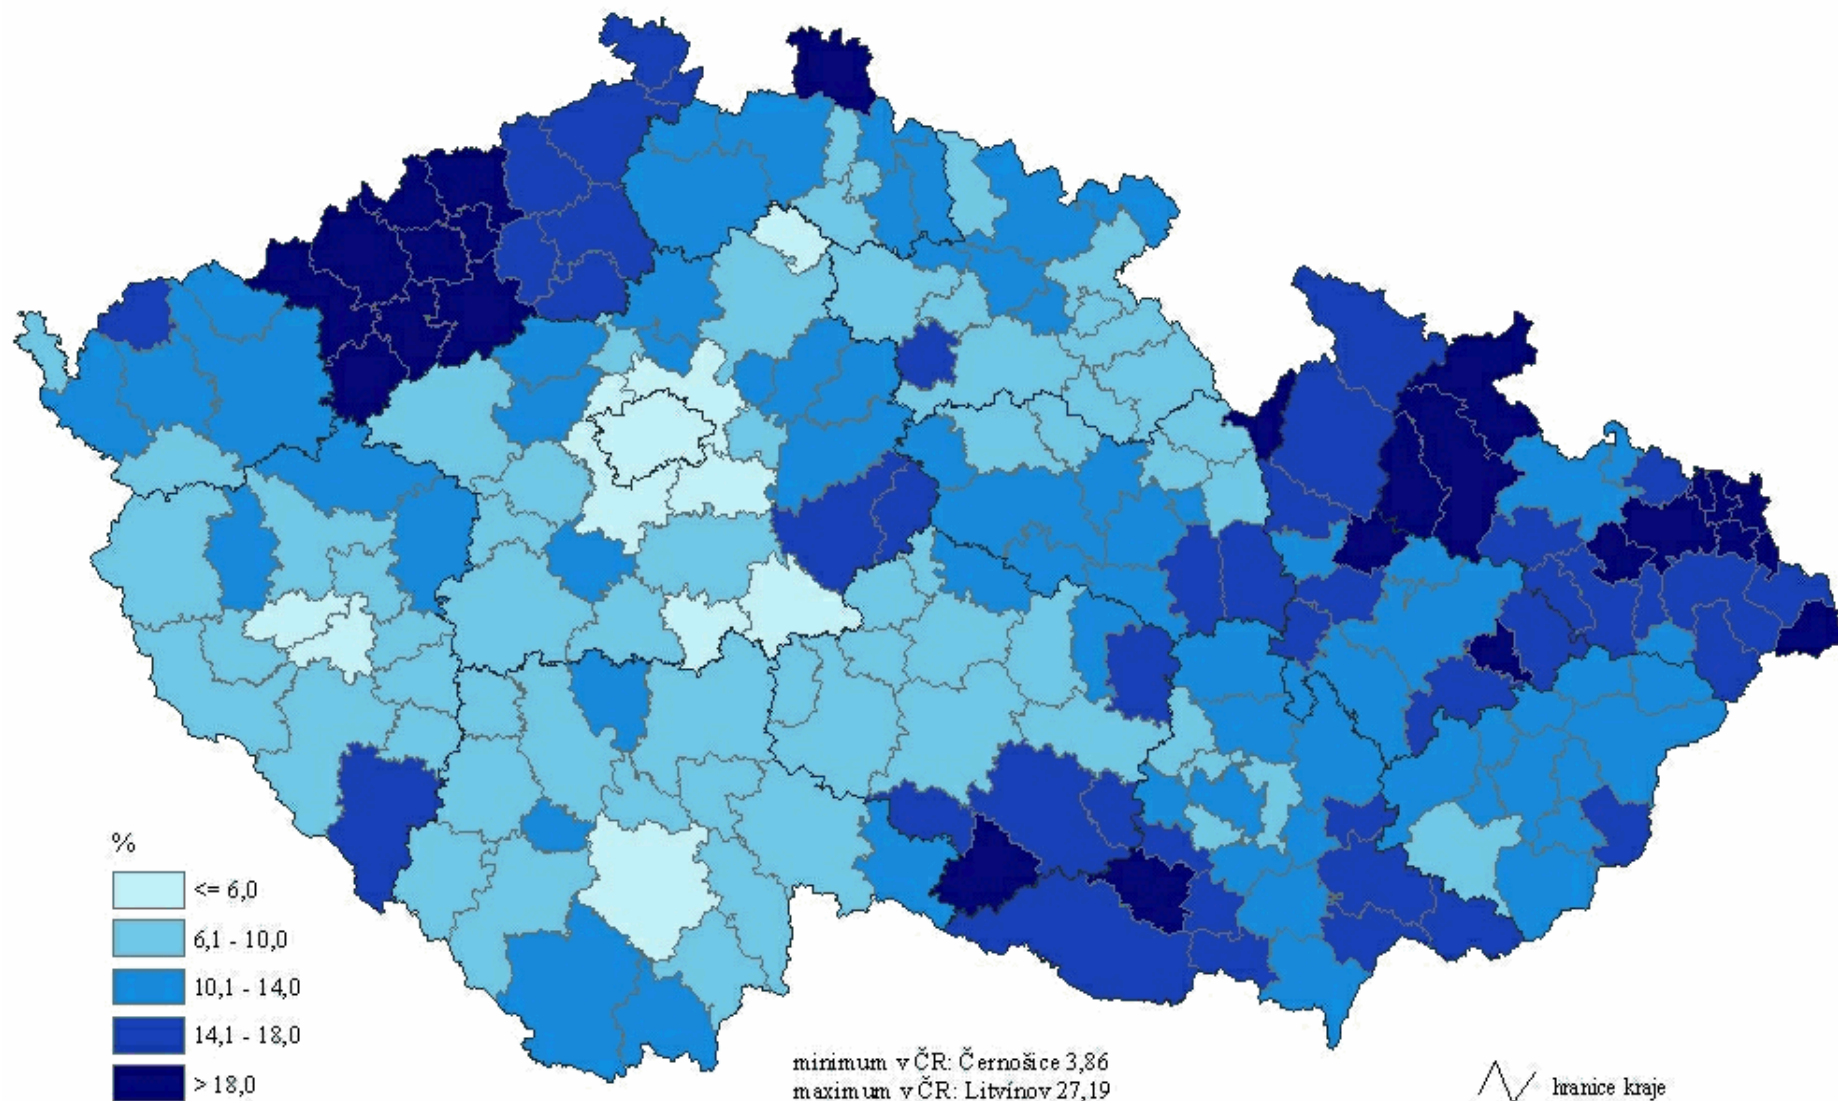 %
<= 6,0
6,1 - 10,0
10,1 - 14,0
14,1 - 18,0
> 18,0
minimum v ČR: Černošice 3,86
maximum v ČR: Litvínov 27,19
hranice kraje